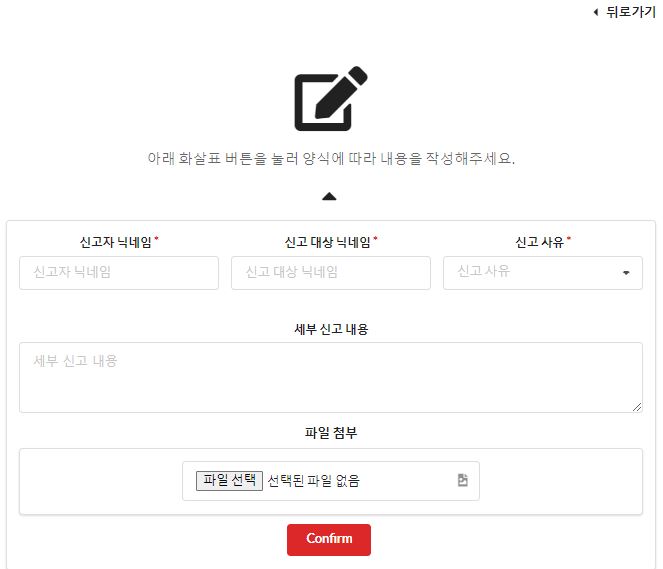 뒤로가기
아래 화살표 버튼을 눌러 양식에 따라 내용을 작성해주세요.
신고자 닉네임 * 신고 대상 닉네임 * 신고 사유 *
신고자 닉네임 신고 대상 닉네임 신고 사유
세부 신고 내용
세부 신고 내용
파일 첨부
파일 선택 선택된 파일 없음
Confirm